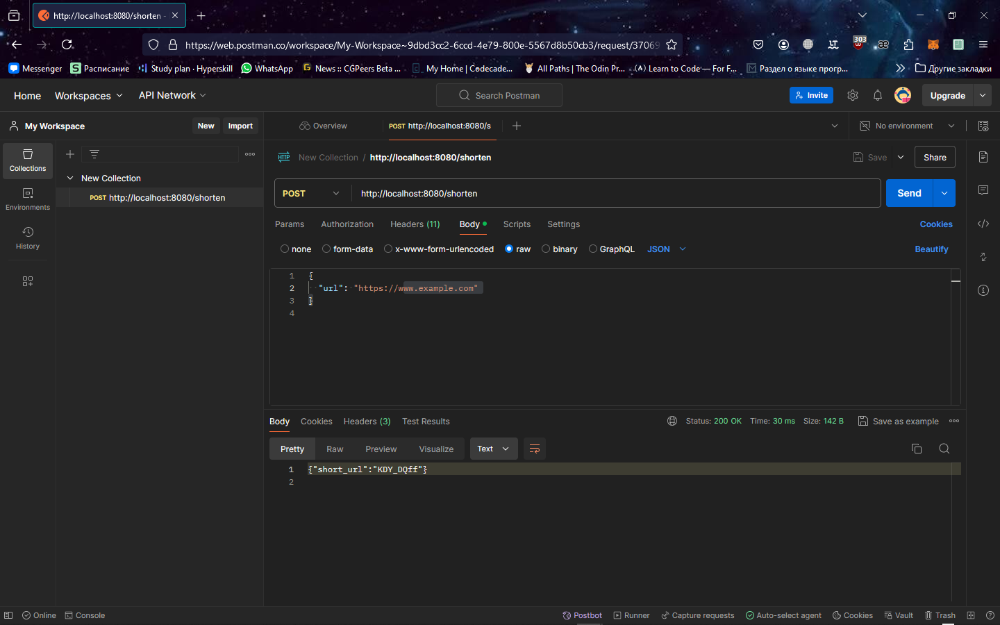 http://localhost:8080/shorten -
https://web.postman.co/workspace/My-Workspace~9dbd3cc2-6ccd-4e79-800e-5567d8b50cb3/request/37069
303
Messenger
Расписание
Study plan · Hyperskill
WhatsApp
News :: CGPeers Beta ...
My Home | Codecade...
All Paths | The Odin Pr...
Learn to Code — For F...
Раздел о языке прогр...
Другие закладки
Home
Workspaces
API Network
Search Postman
Invite
Upgrade
My Workspace
New
Import
Overview
POST http://localhost:8080/s
No environment
Collections
Environments
History
New Collection
POST http://localhost:8080/shorten
HTTP
New Collection / http://localhost:8080/shorten
Save
Share
POST
http://localhost:8080/shorten
Send
Params
Authorization
Headers (11)
Body
Scripts
Settings
Cookies
none
form-data
x-www-form-urlencoded
raw
binary
GraphQL
JSON
Beautify
1 {
2 "url": "https://www.example.com"
3 }
4
Body
Cookies
Headers (3)
Test Results
Status: 200 OK
Time: 30 ms
Size: 142 B
Save as example
Pretty
Raw
Preview
Visualize
Text
1 {"short_url":"KDY_DQff"}
2
Online
Console
Postbot
Runner
Capture requests
Auto-select agent
Cookies
Vault
Trash